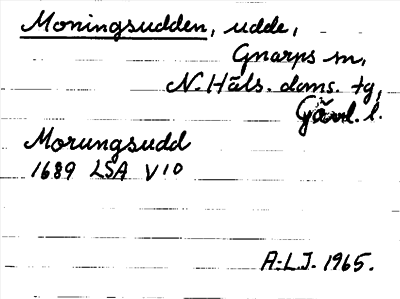 Moningsudden, udde,
Gnarps sn,
N. Häls. doms. tg,
Gävl. l.
Morungsudd
1689 LSA V10
A.-L.J. 1965.